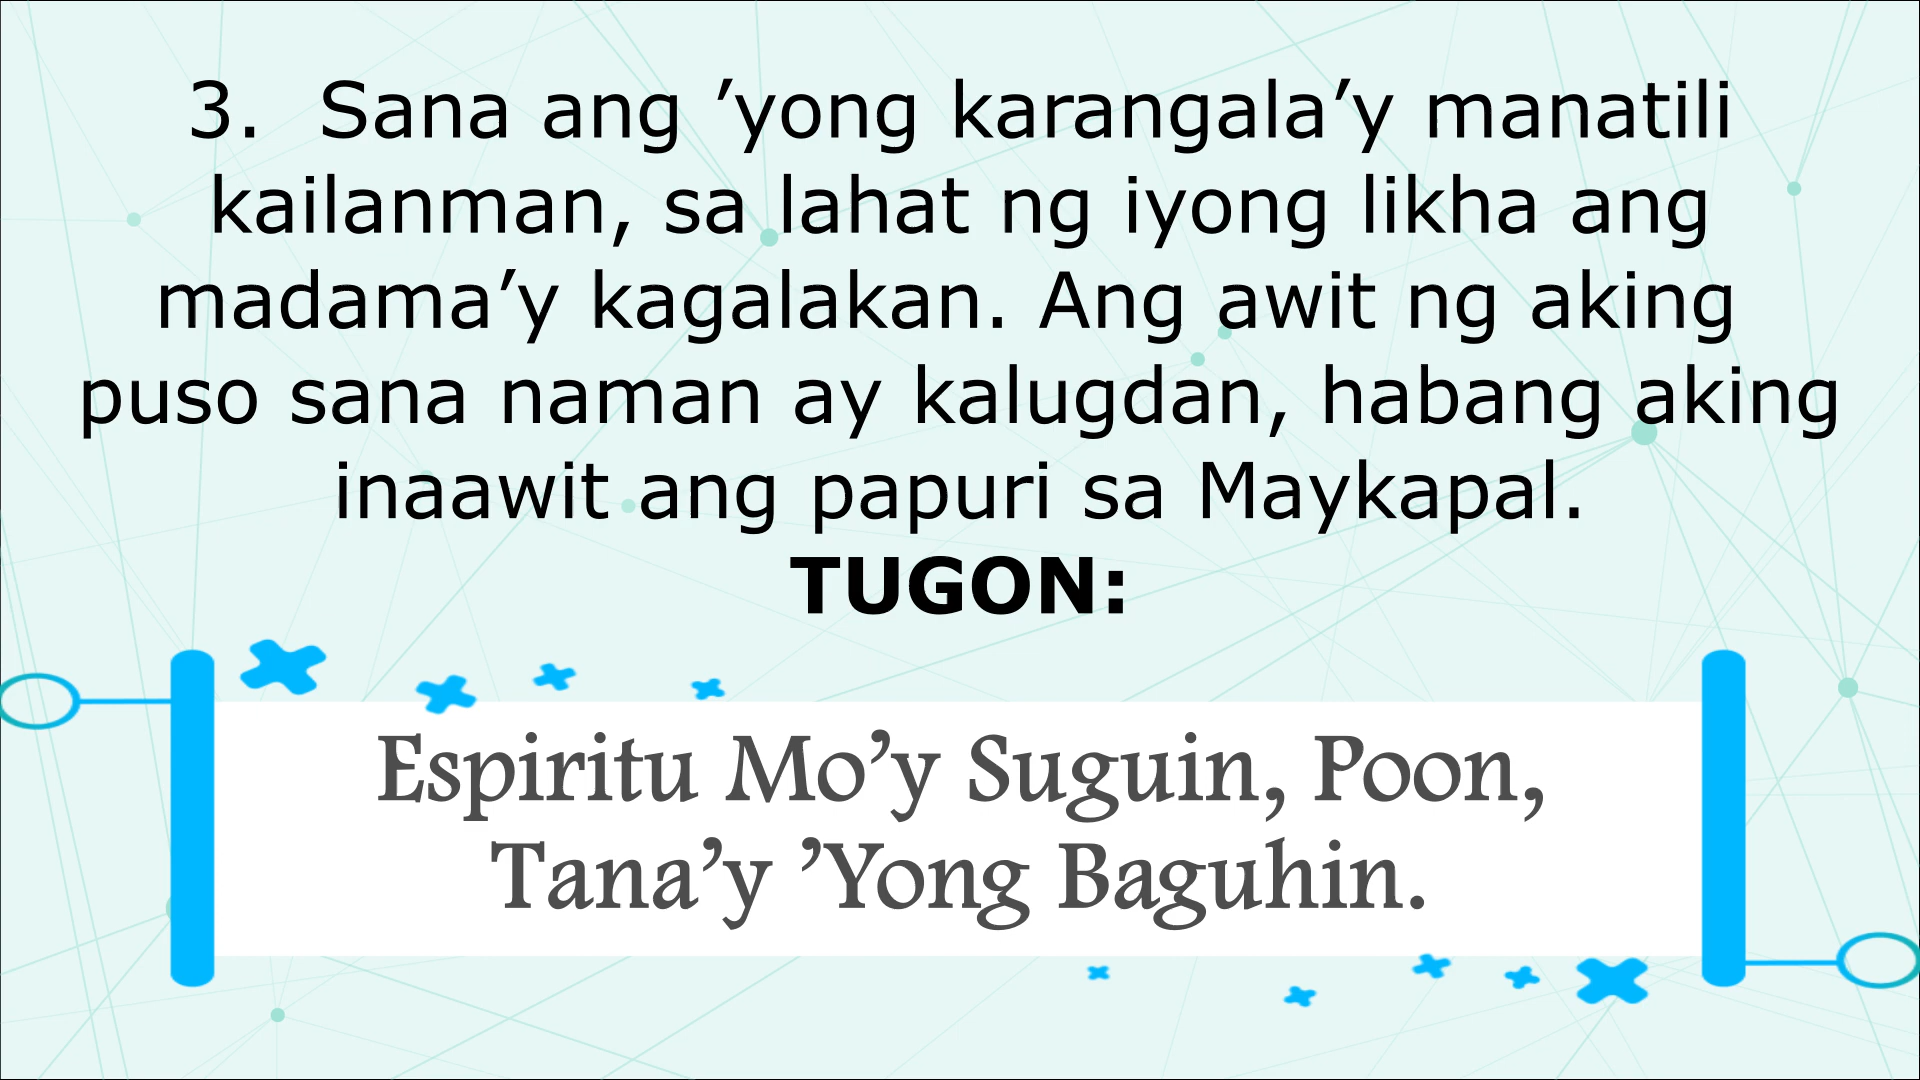 3.  Sana ang ’yong karangala’y manatili
kailanman, sa lahat ng iyong likha ang
madama’y kagalakan. Ang awit ng aking
puso sana naman ay kalugdan, habang aking
inaawit ang papuri sa Maykapal.
TUGON:
Espiritu Mo’y Suguin, Poon,
Tana’y ’Yong Baguhin.